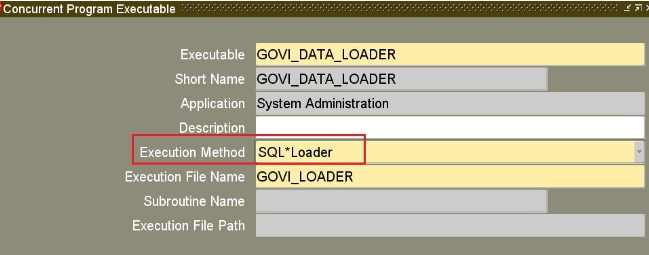 Concurrent Program Executable
Executable GOVI_DATA_LOADER
Short Name GOVI_DATA_LOADER
Application System Administration
Description
Execution Method SQL*Loader
Execution File Name GOVI_LOADER
Subroutine Name
Execution File Path